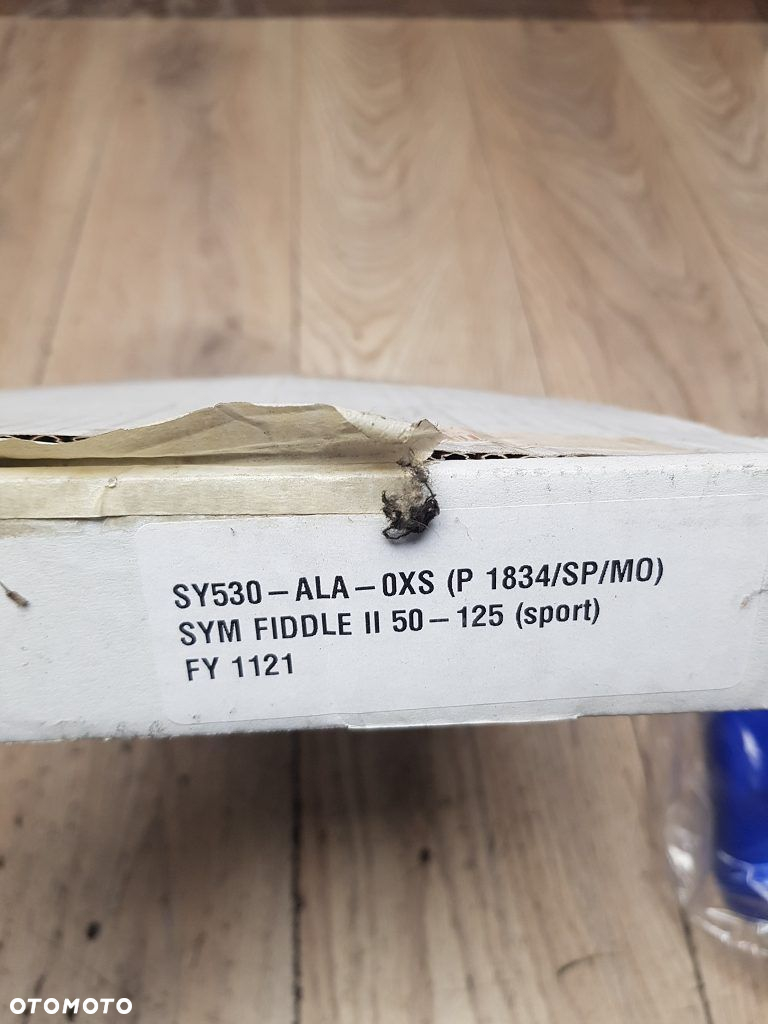 SY530-ALA-0XS (P 1834/SP/MO)
SYM FIDDLE II 50-125 (sport)
FY 1121
OTOMOTO